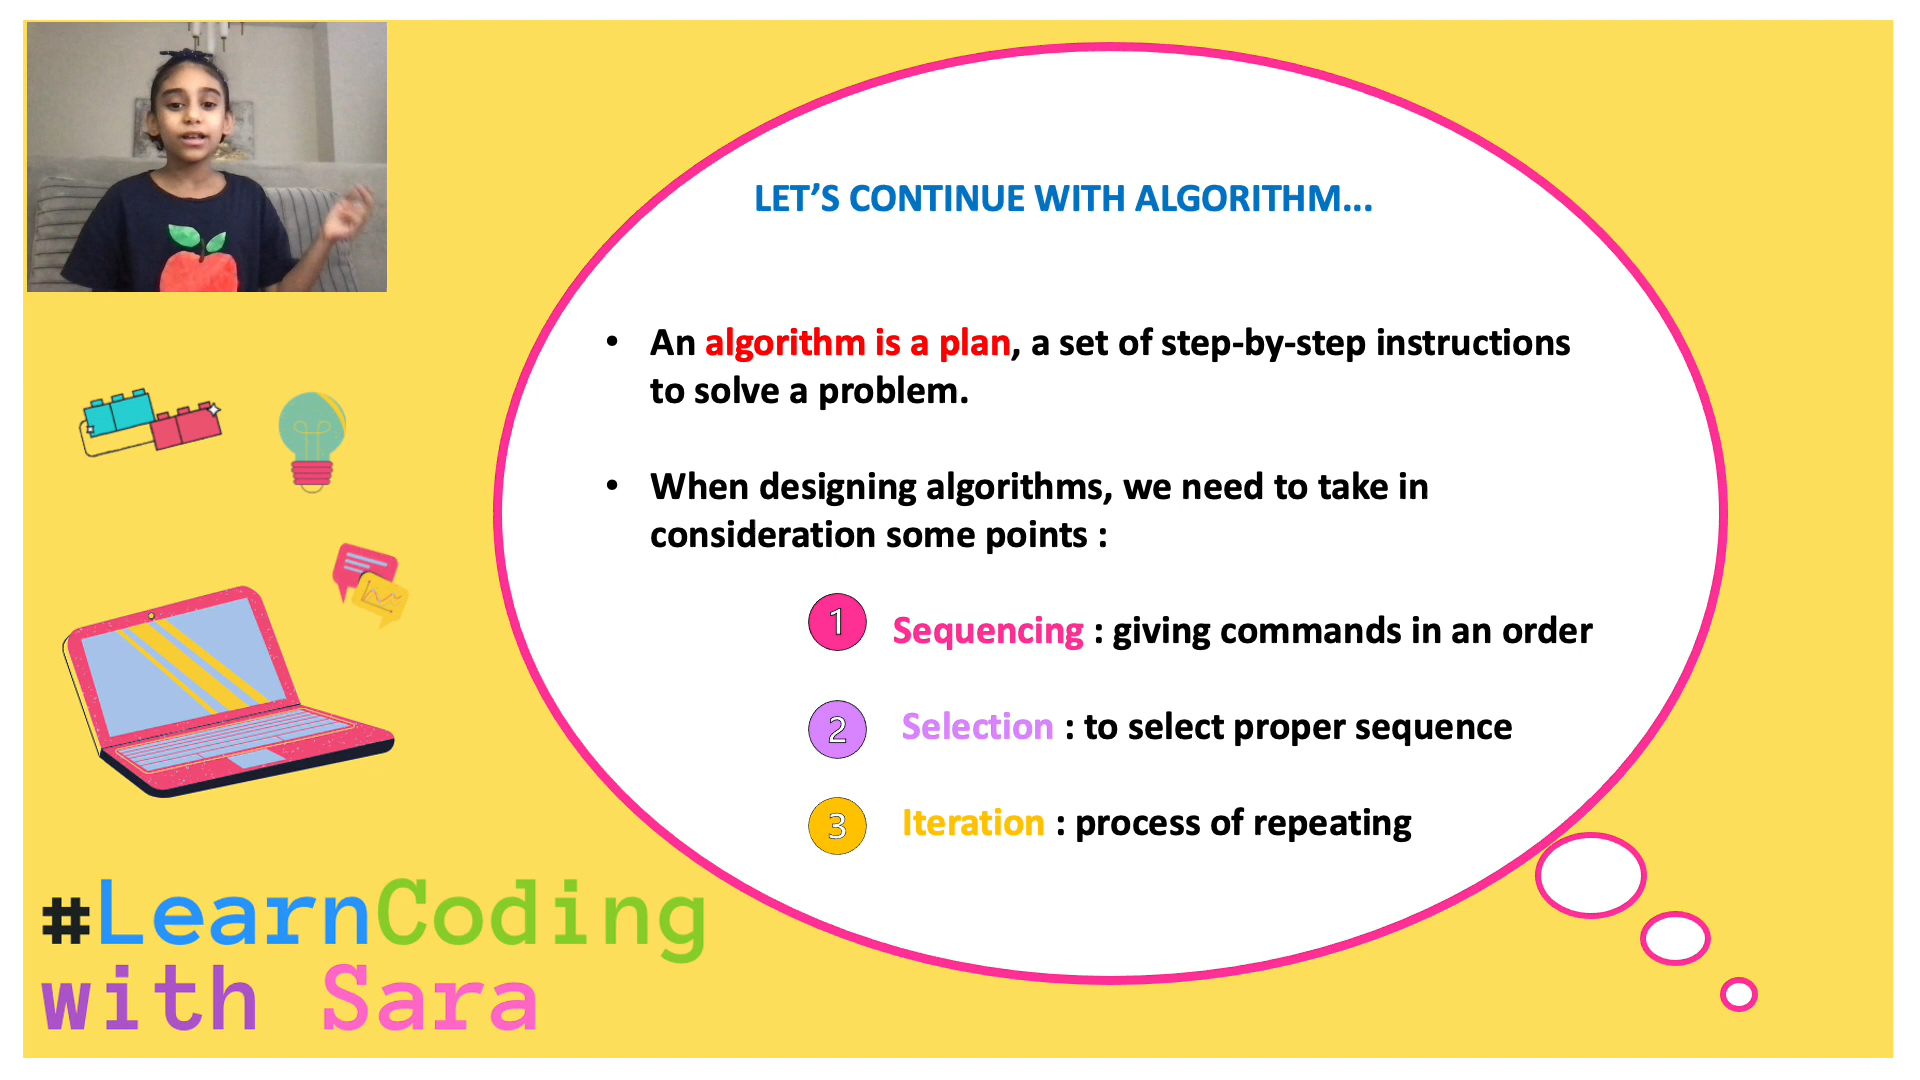 LET'S CONTINUE WITH ALGORITHM...
• An algorithm is a plan, a set of step-by-step instructions
to solve a problem.
• When designing algorithms, we need to take in
consideration some points :
1 Sequencing : giving commands in an order
2 Selection : to select proper sequence
3 Iteration : process of repeating
#LearnCoding
with Sara